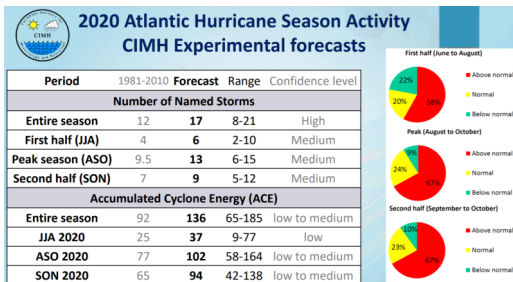 CIMH
2020 Atlantic Hurricane Season Activity
CIMH Experimental forecasts
Period 1981-2010 Forecast Range Confidence level
Number of Named Storms
Entire season 12 17 8-21 High
First half (JJA) 4 6 2-10 Medium
Peak season (ASO) 9.5 13 6-15 Medium
Second half (SON) 7 9 5-12 Medium
Accumulated Cyclone Energy (ACE)
Entire season 92 136 65-185 low to medium
JJA 2020 25 37 9-77 low
ASO 2020 77 102 58-164 low to medium
SON 2020 65 94 42-138 low to medium
First half (June to August)
22%
20%
58%
Above normal
Normal
Below normal
Peak (August to October)
9%
24%
67%
Above normal
Normal
Below normal
Second half (September to October)
10%
23%
67%
Above normal
Normal
Below normal